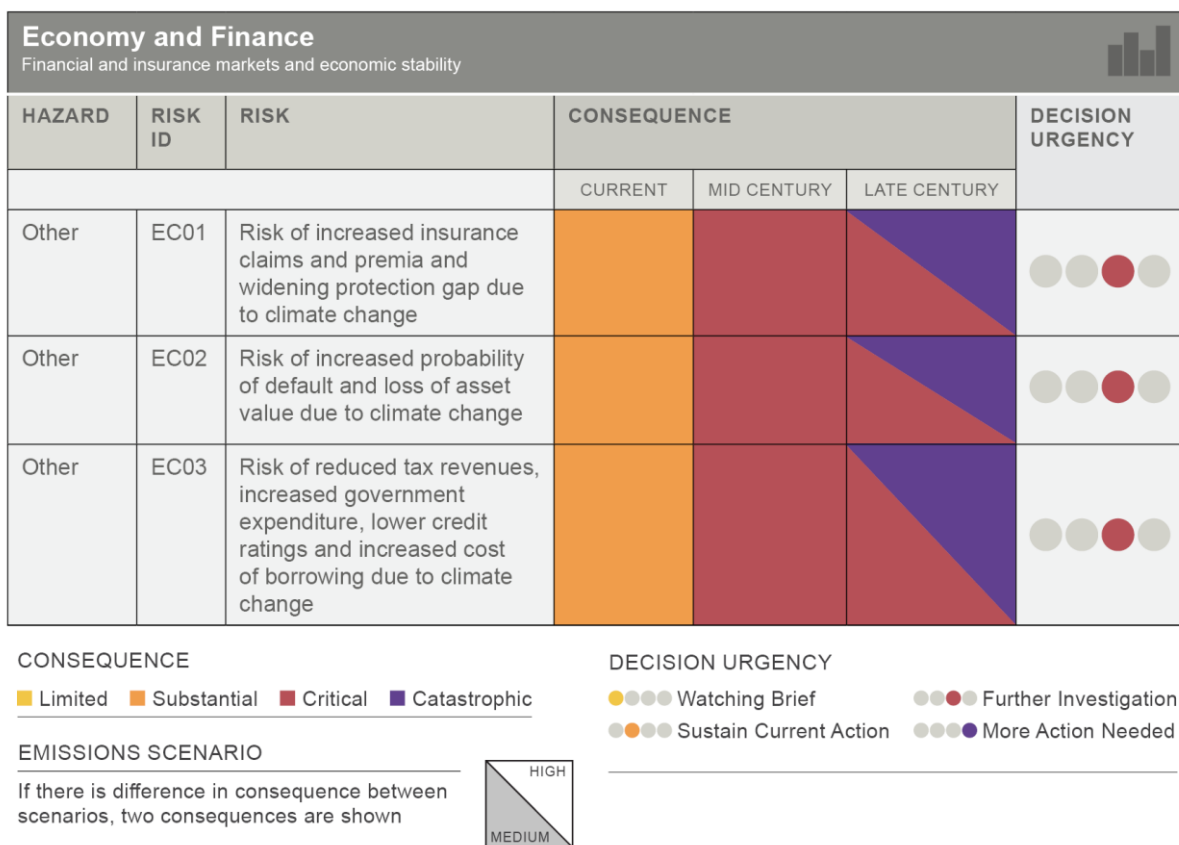 Economy and Finance
Financial and insurance markets and economic stability
HAZARD
RISK
ID
RISK
CONSEQUENCE
DECISION
URGENCY
CURRENT
MID CENTURY
LATE CENTURY
Other
EC01
Risk of increased insurance
claims and premia and
widening protection gap due
to climate change
Other
EC02
Risk of increased probability
of default and loss of asset
value due to climate change
Other
EC03
Risk of reduced tax revenues,
increased government
expenditure, lower credit
ratings and increased cost
of borrowing due to climate
change
CONSEQUENCE
Limited
Substantial
Critical
Catastrophic
EMISSIONS SCENARIO
If there is difference in consequence between
scenarios, two consequences are shown
HIGH
MEDIUM
DECISION URGENCY
Watching Brief
Further Investigation
Sustain Current Action
More Action Needed